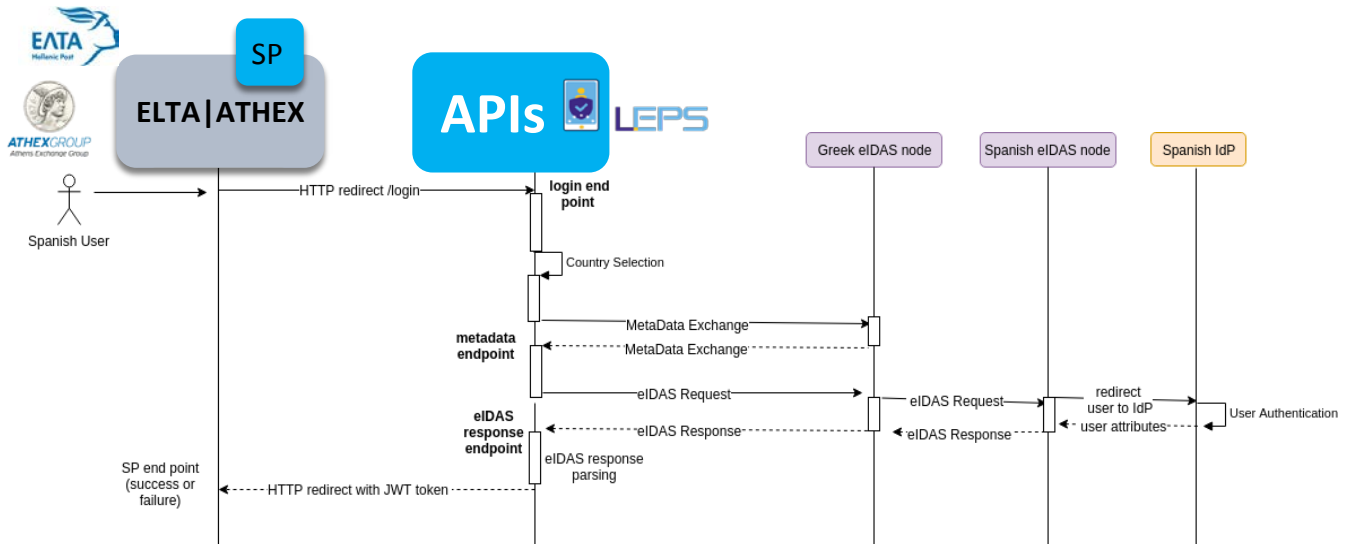 ΕΛΤΑ
Hellenic Post
SP
ELTA|ATHEX
APIs
LEPS
ATHEXGROUP
Athens Exchange Group
Greek eIDAS node
Spanish eIDAS node
Spanish IdP
Spanish User
HTTP redirect /login
login end
point
Country Selection
MetaData Exchange
metadata
endpoint
MetaData Exchange
eIDAS Request
eIDAS Request
redirect
user to IdP
User Authentication
user attributes
eIDAS
response
endpoint
eIDAS Response
eIDAS Response
eIDAS response
parsing
SP end point
(success or
failure)
HTTP redirect with JWT token